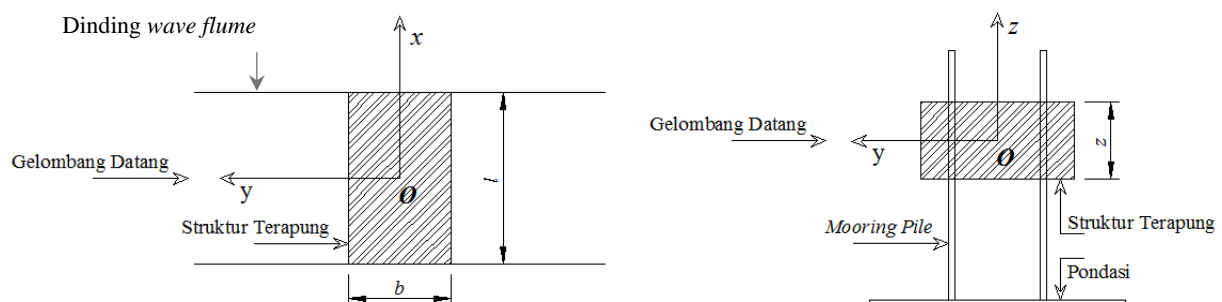 Dinding wave flume
x
Gelombang Datang
y
O
l
Struktur Terapung
b
z
Gelombang Datang
y
O
z
Struktur Terapung
Mooring Pile
Pondasi